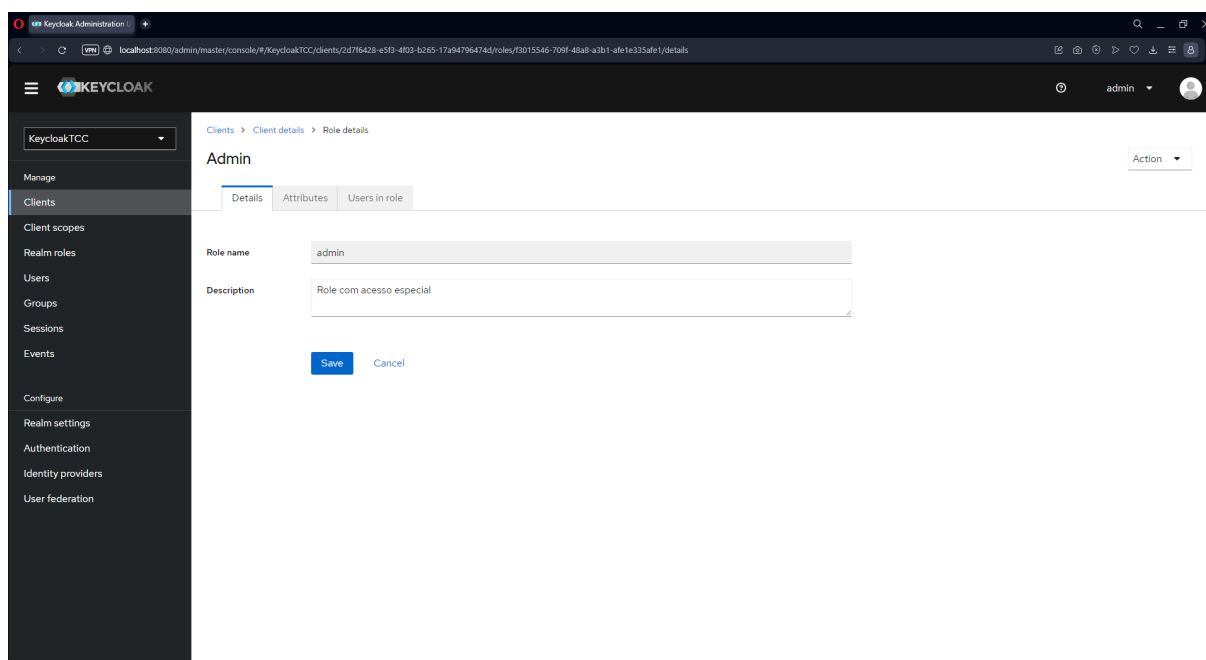 Keycloak Administration U
VPN localhost:8080/admin/master/console/#/KeycloakTCC/clients/2d7f6428-e5f3-4f03-b265-17a94796474d/roles/f3015546-709f-48a8-a3b1-afe1e335afe1/details
KEYCLOAK
admin
KeycloakTCC
Manage
Clients
Client scopes
Realm roles
Users
Groups
Sessions
Events
Configure
Realm settings
Authentication
Identity providers
User federation
Clients > Client details > Role details
Admin
Action
Details Attributes Users in role
Role name admin
Description Role com acesso especial
Save Cancel